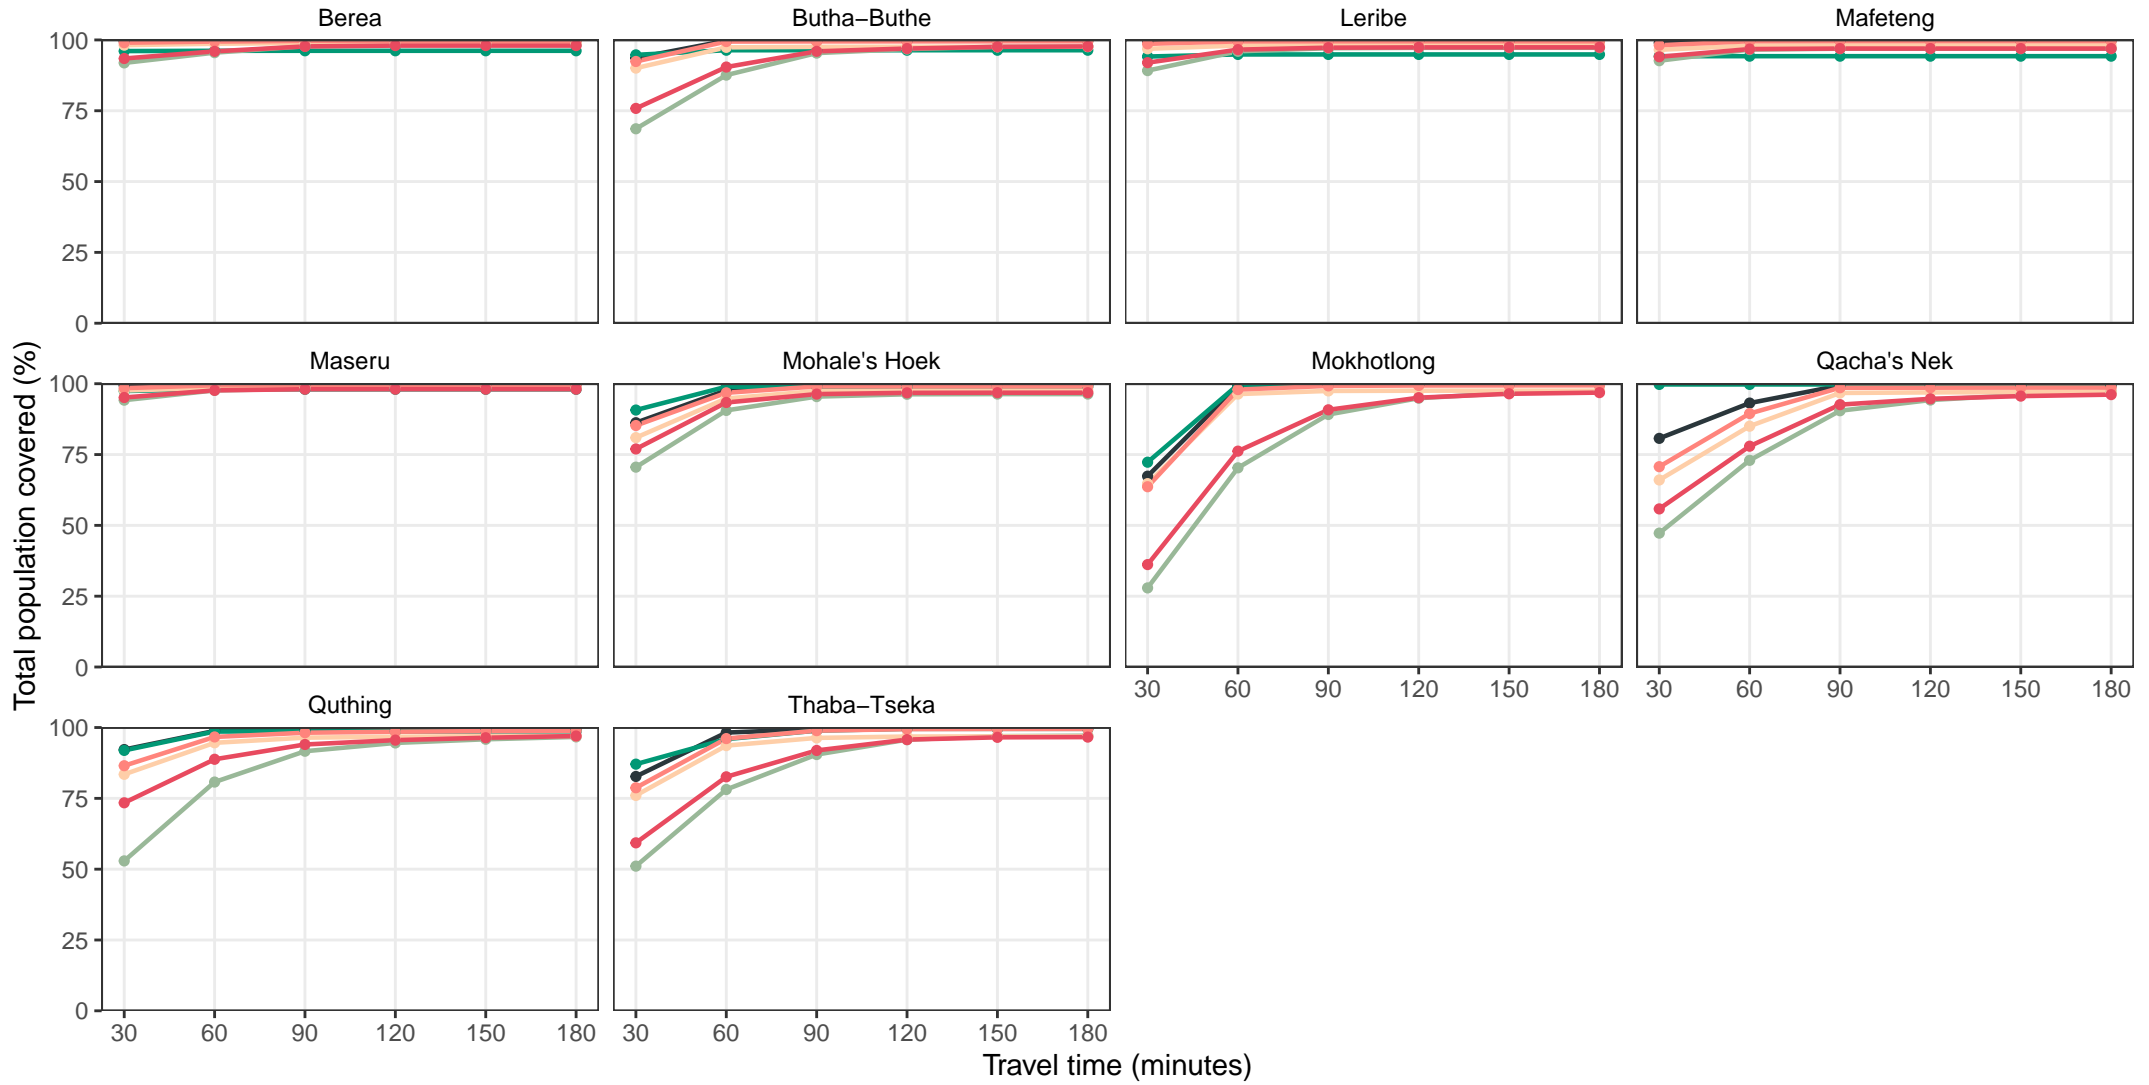 Berea
Butha−Buthe
Leribe
Mafeteng
100
75
50
25
0
Maseru
Mohale's Hoek
Mokhotlong
Qacha's Nek
100
75
50
25
0
30 60 90 120 150 180
30 60 90 120 150 180
Quthing
Thaba−Tseka
100
75
50
25
0
30 60 90 120 150 180
30 60 90 120 150 180
Total population covered (%)
Travel time (minutes)